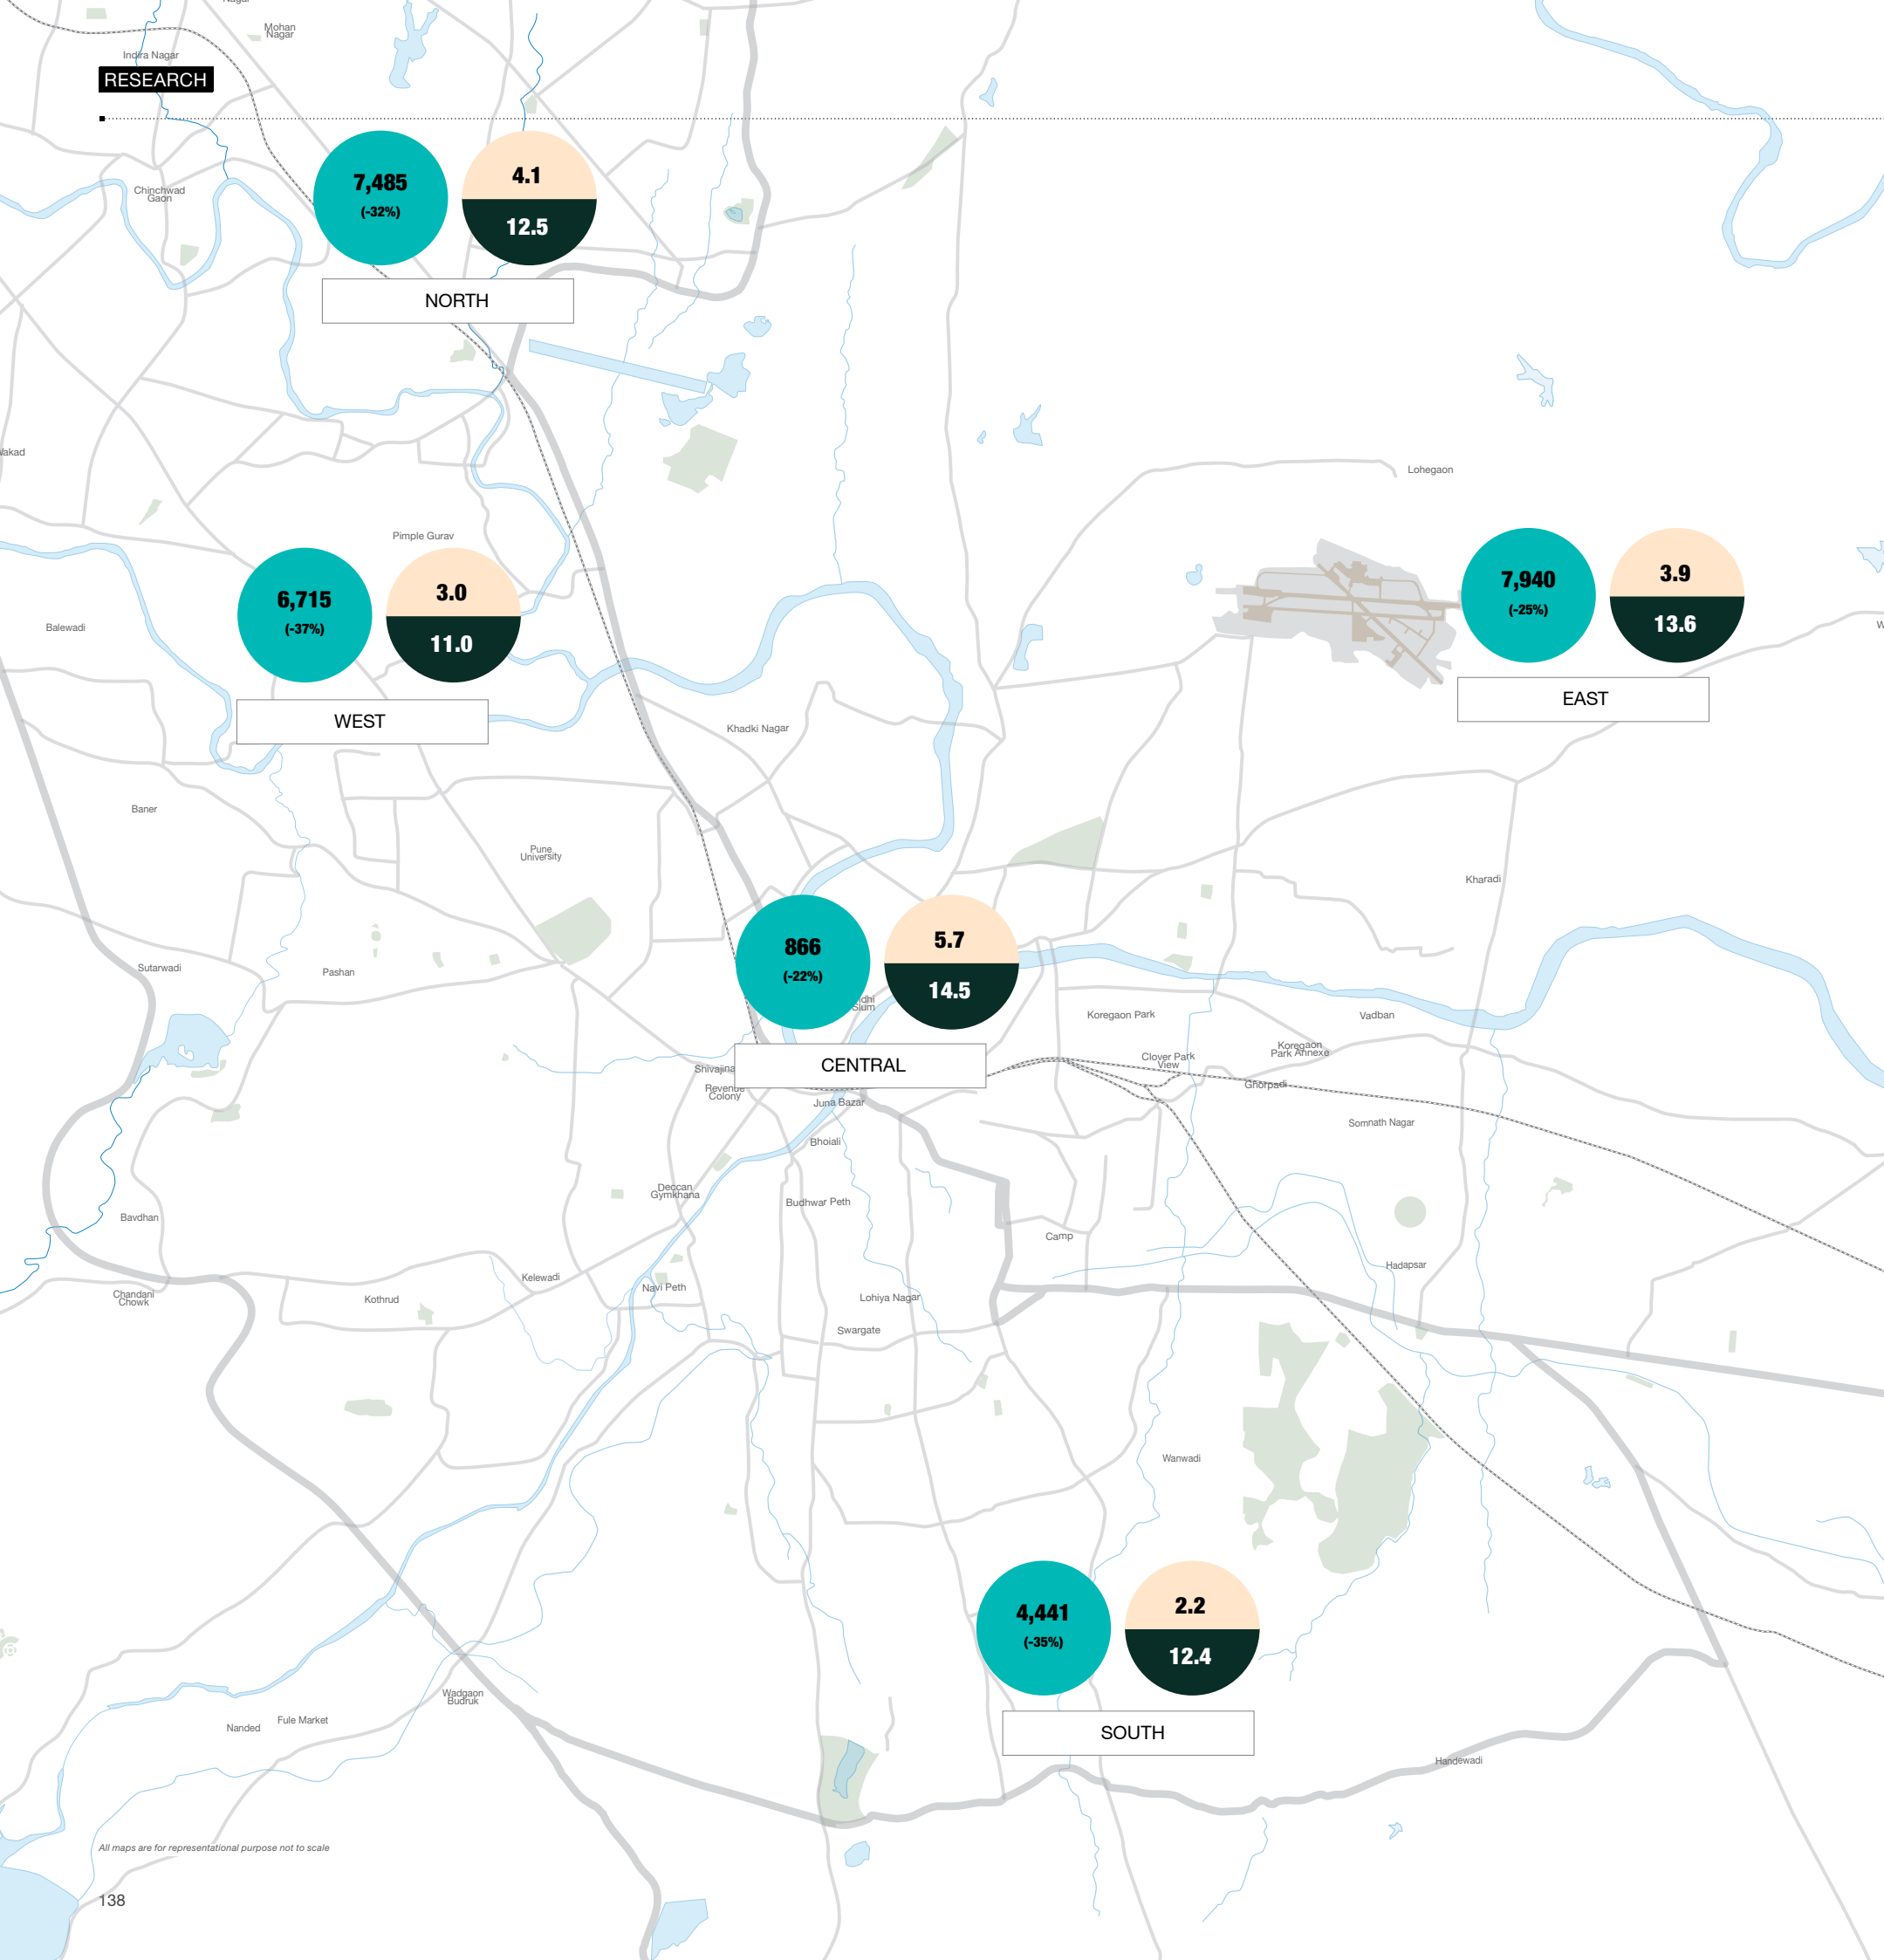 Nagar
Mohan
Nagar
Indira Nagar
RESEARCH
Chinchwad
Gaon
7,485
(-32%)
4.1
12.5
NORTH
Lohegaon
Pimple Gurav
6,715
(-37%)
3.0
11.0
WEST
Balewadi
7,940
(-25%)
3.9
13.6
EAST
Khadki Nagar
Baner
Pune
University
Kharadi
866
(-22%)
5.7
14.5
CENTRAL
Sutarwadi
Pashan
Slum
Koregaon Park
Vadban
Koregaon
Park Annexe
Clover Park
View
Ghorpadi
Revenue
Colony
Juna Bazar
Somnath Nagar
Bhoiali
Deccan
Gymkhana
Budhwar Peth
Bavdhan
Camp
Hadapsar
Kelewadi
Navi Peth
Chandani
Chowk
Kothrud
Lohiya Nagar
Swargate
Wanwadi
4,441
(-35%)
2.2
12.4
SOUTH
Wadgaon
Budruk
Fule Market
Nanded
Handewadi
All maps are for representational purpose not to scale
138